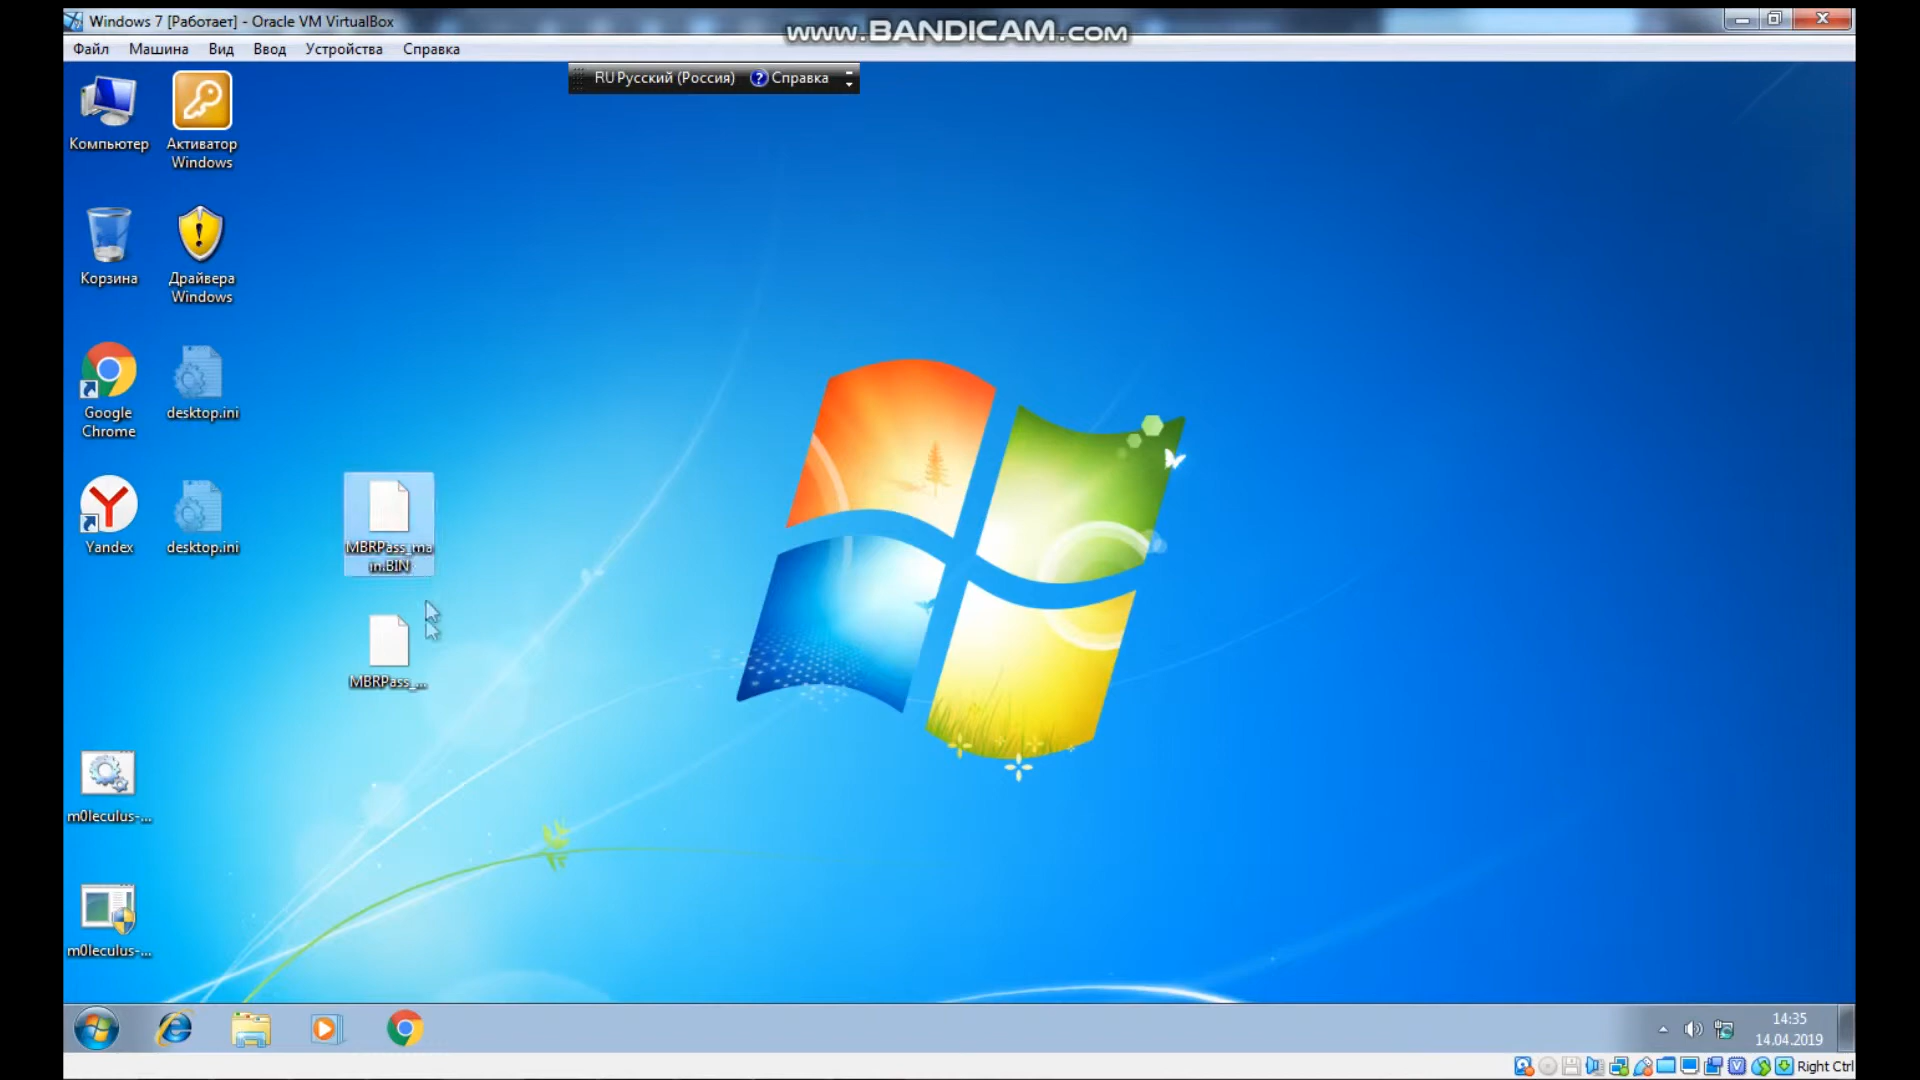 Windows 7 [Работает] - Oracle VM VirtualBox
www.BANDICAM.com
Файл Машина Вид Ввод Устройства Справка
RU Русский (Россия) ? Справка
Компьютер
Активатор
Windows
Корзина
Драйвера
Windows
Google
Chrome
desktop.ini
Yandex
desktop.ini
MBRPass_ma
in.BIN
MBRPass_...
m0leculus-...
m0leculus-...
14:35
14.04.2019
Right Ctrl